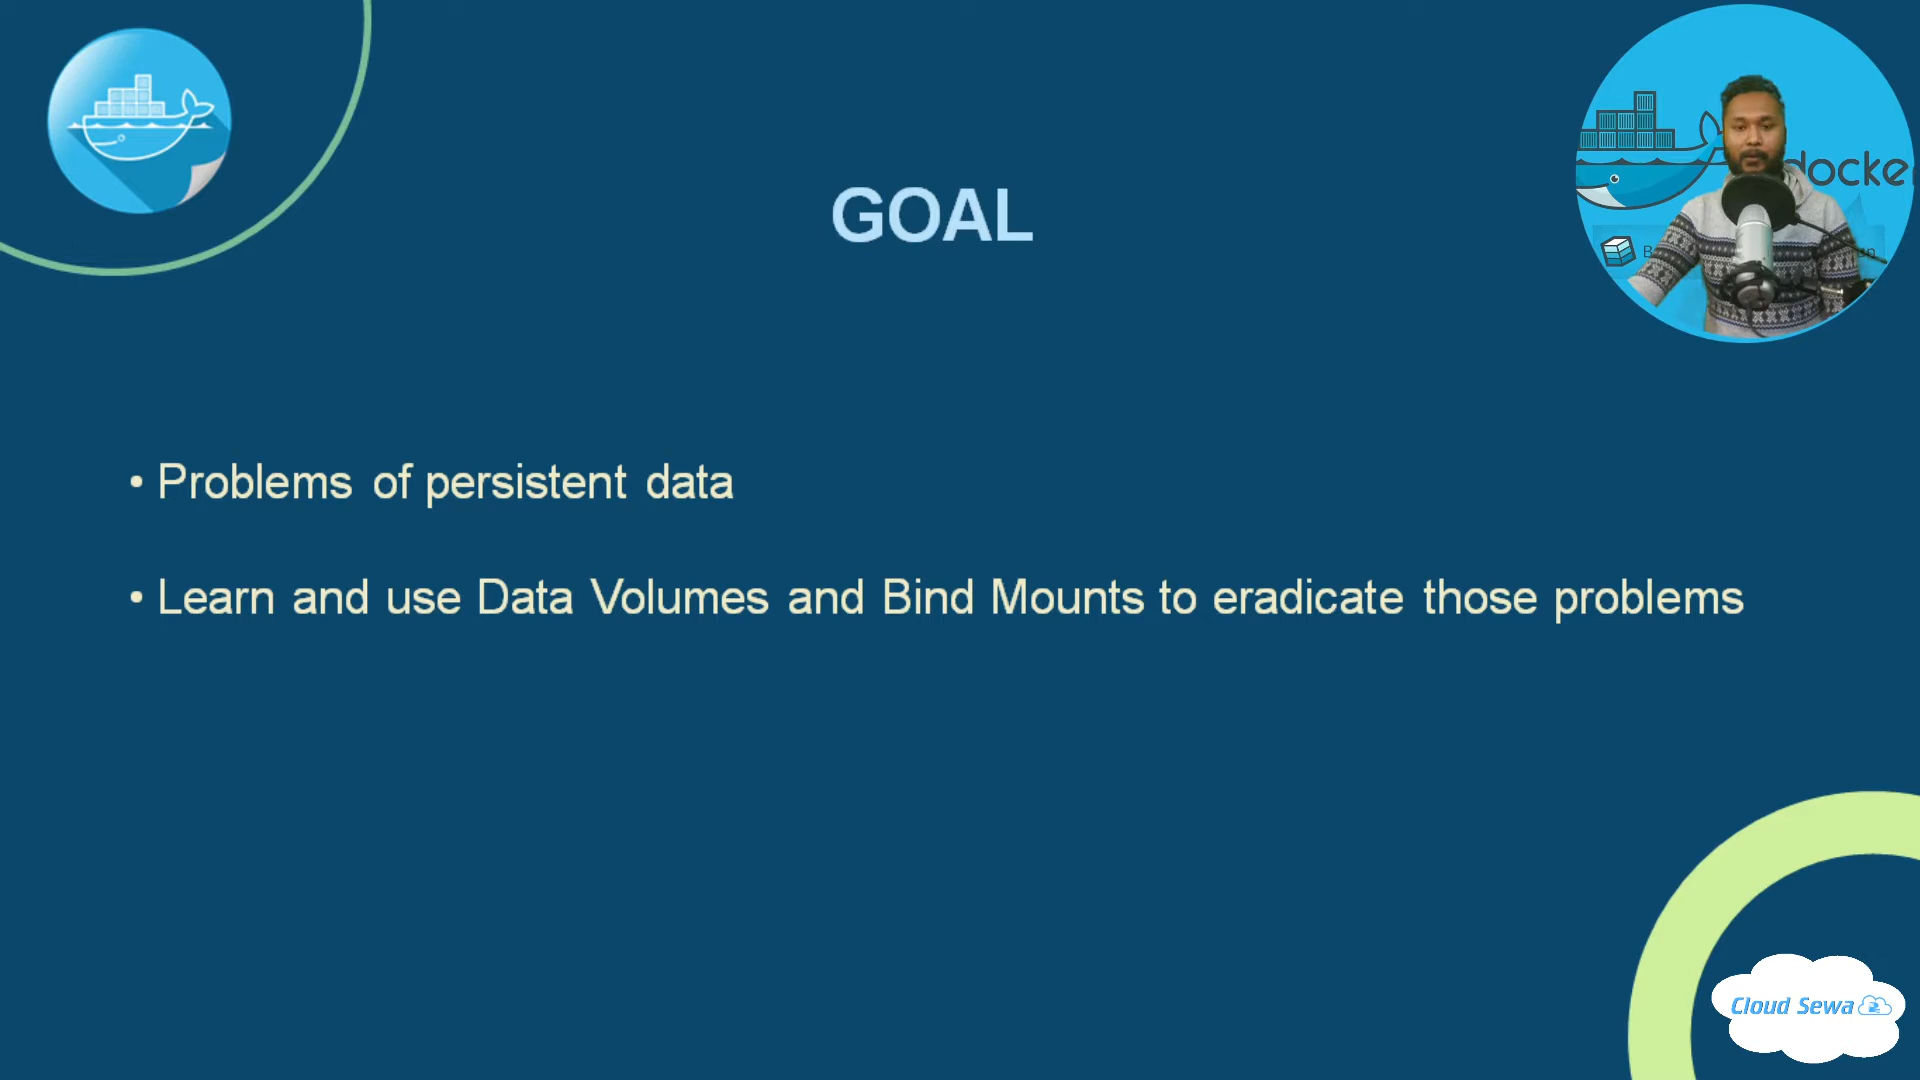 GOAL
docke
• Problems of persistent data
• Learn and use Data Volumes and Bind Mounts to eradicate those problems
Cloud Sewa